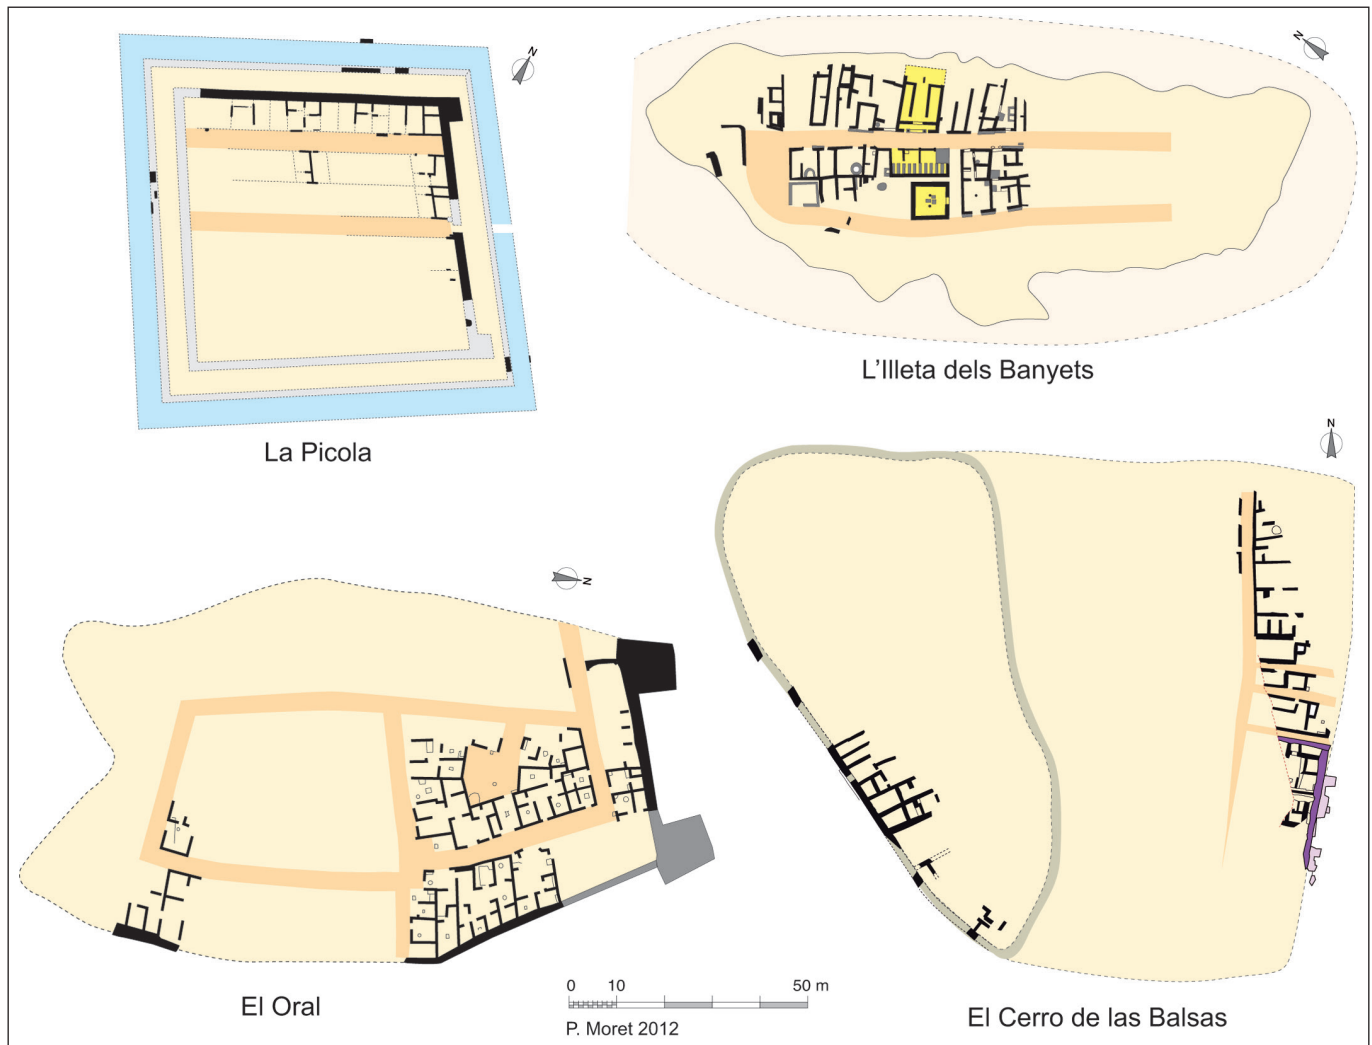 N
N
La Picola
L'Illeta dels Banyets
N
N
El Oral
0 10 50 m
P. Moret 2012
El Cerro de las Balsas